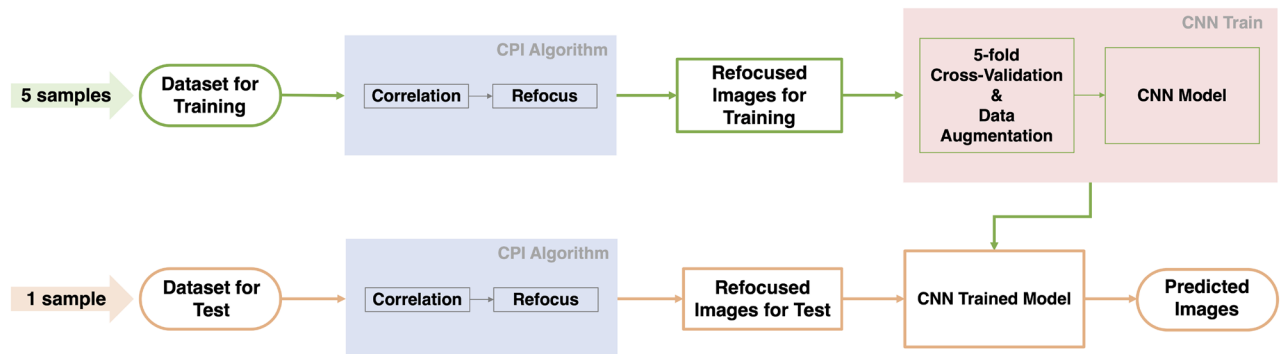 CNN Train
CPI Algorithm
5 samples
Dataset for
Training
Correlation
Refocus
Refocused
Images for
Training
5-fold
Cross-Validation
&
Data
Augmentation
CNN Model
CPI Algorithm
1 sample
Dataset for
Test
Correlation
Refocus
Refocused
Images for Test
CNN Trained Model
Predicted
Images